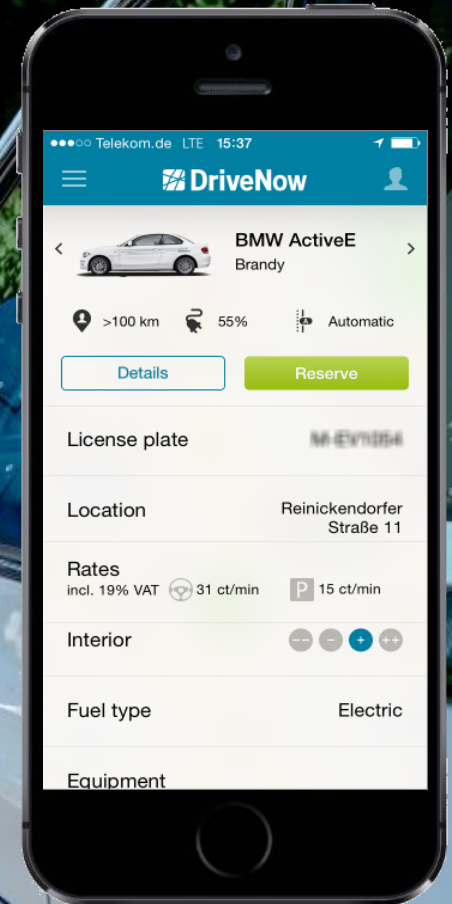 Telekom.de LTE 15:37
DriveNow
BMW ActiveE
Brandy
>100 km 55% A Automatic
Details Reserve
License plate
Location Reinickendorfer
Straße 11
Rates
incl. 19% VAT 31 ct/min P 15 ct/min
Interior -- - + ++
Fuel type Electric
Equipment